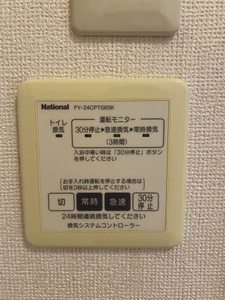 National FY-24CPTS6SK
運転モニター
トイレ換気
30分停止▶急速換気▶常時換気
(3時間)
入浴中寒い時は〈30分停止〉ボタン
を押してください
(お手入れ時運転を停止する場合は
切を3秒以上押してください)
切 常時 急速 30分停止
24時間連続換気してください
換気システムコントローラー